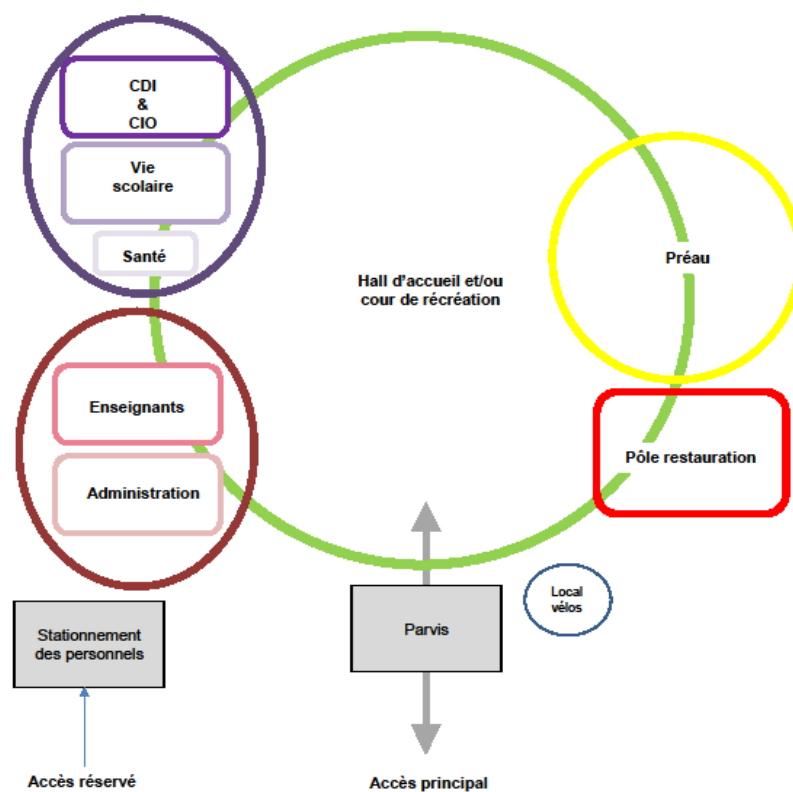 CDI
&
CIO
Vie
scolaire
Santé
Hall d'accueil et/ou
cour de récréation
Préau
Enseignants
Administration
Pôle restauration
Local
vélos
Stationnement
des personnels
Parvis
Accès réservé
Accès principal